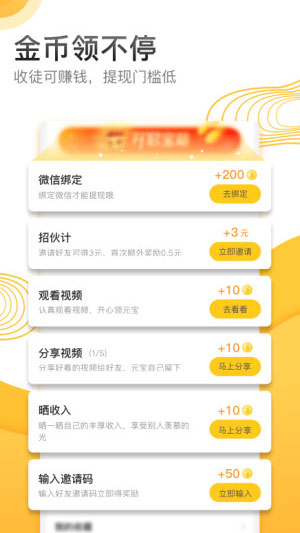 金币领不停
收徒可赚钱，提现门槛低
微信绑定
+200
绑定微信才能提现哦
去绑定
招伙计
+3 元
邀请好友可得3元，首次额外奖励0.5元
立即邀请
观看视频
+10
认真观看视频、开心领元宝
去看看
分享视频 (1/5)
+10
分享好看的视频给好友，元宝自己留下
马上分享
晒收入
+10
晒一晒自己的丰厚收入，享受别人羡慕的
光
马上分享
输入邀请码
+50
输入好友邀请码立即得奖励
立即输入